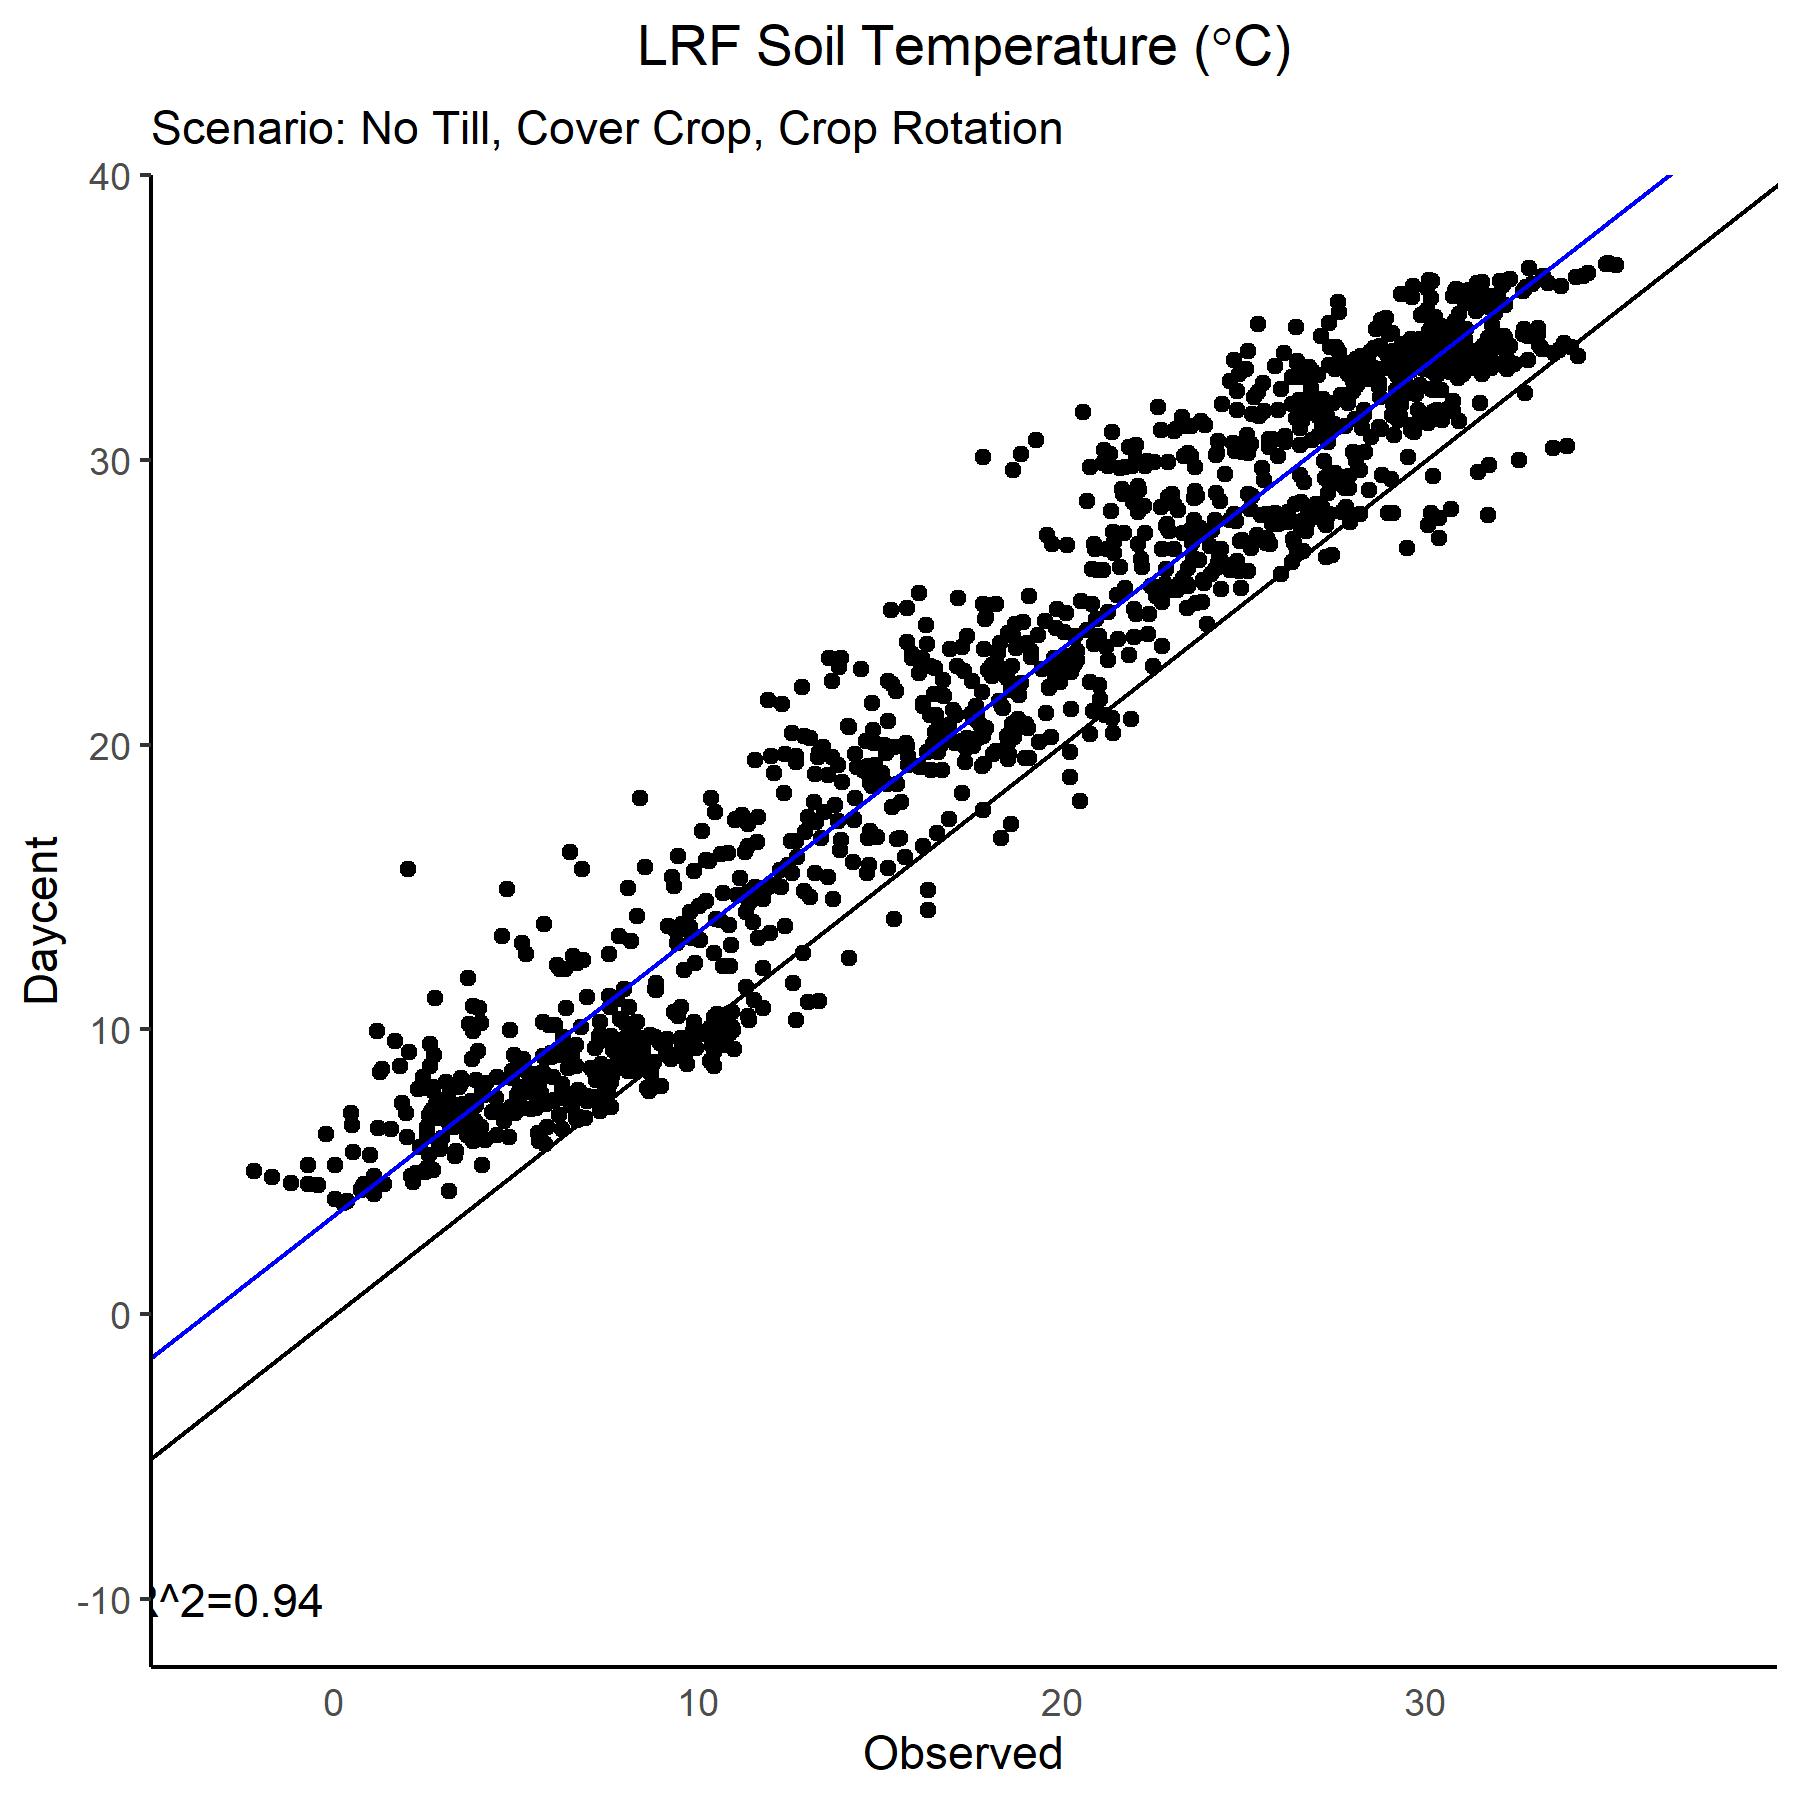 LRF Soil Temperature (°C)
Scenario: No Till, Cover Crop, Crop Rotation
40
30
20
10
0
-10
Daycent
^2=0.94
0 10 20 30
Observed